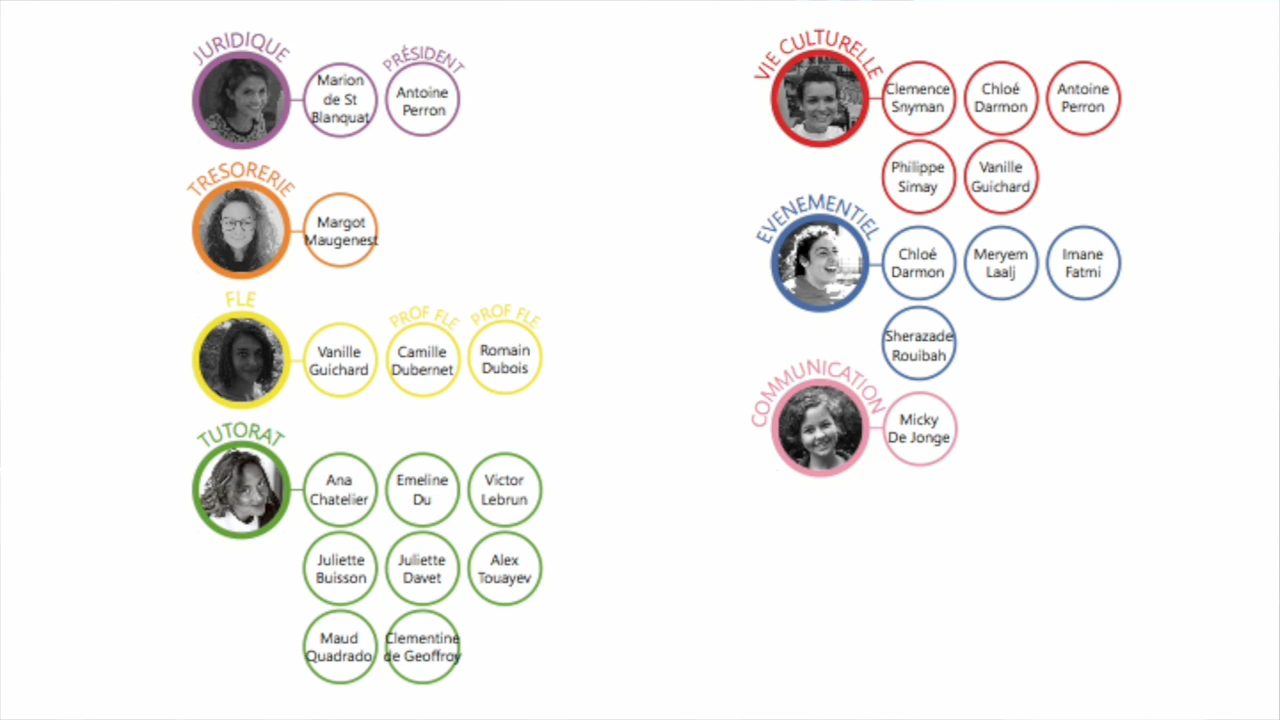 JURIDIQUE
Marion
de St
Blanquat
PRÉSIDENT
Antoine
Perron
TRESORERIE
Margot
Maugenest
FLE
Vanille
Guichard
PROF FLE
Camille
Dubernet
PROF FLE
Romain
Dubois
TUTORAT
Ana
Chatelier
Emeline
Du
Victor
Lebrun
Juliette
Buisson
Juliette
Davet
Alex
Touayev
Maud
Quadrado
Clementine
de Geoffroy
VIE CULTURELLE
Clemence
Snyman
Chloé
Darmon
Antoine
Perron
Philippe
Simay
Vanille
Guichard
EVENEMENTIEL
Chloé
Darmon
Meryem
Laalj
Imane
Fatmi
Sherazade
Rouibah
COMMUNICATION
Micky
De Jonge